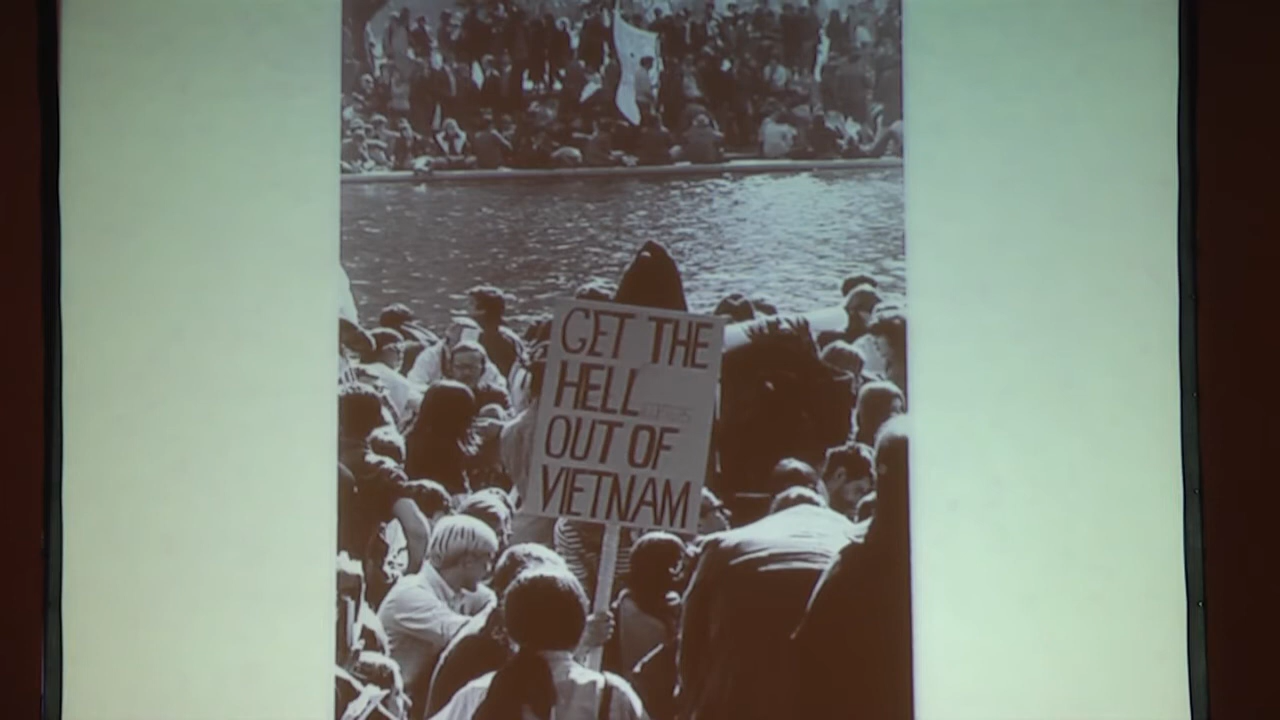 GET THE
HELL
OUT OF
VIETNAM